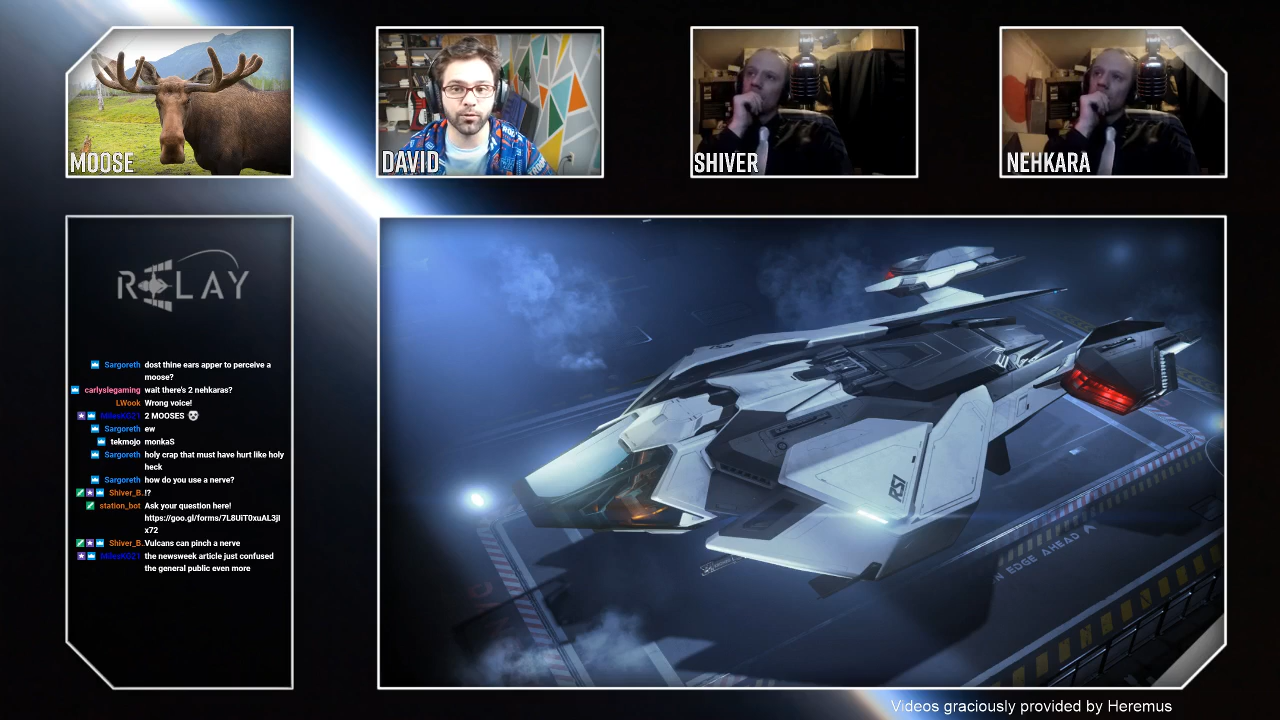 MOOSE
DAVID
SHIVER
NEHKARA
RELAY
Sargoreth dost thine ears apper to perceive a
moose?
carlyslegaming wait there's 2 nehkaras?
LWook Wrong voice!
MilesKG21 2 MOOSES
Sargoreth ew
tekmojo monkaS
Sargoreth holy crap that must have hurt like holy
heck
Sargoreth how do you use a nerve?
Shiver_B. !?
station_bot Ask your question here!
https://goo.gl/forms/7L8UiT0xuAL3jI
x72
Shiver_B. Vulcans can pinch a nerve
MilesKG21 the newsweek article just confused
the general public even more
RSI
EDGE AHEAD
Videos graciously provided by Heremus